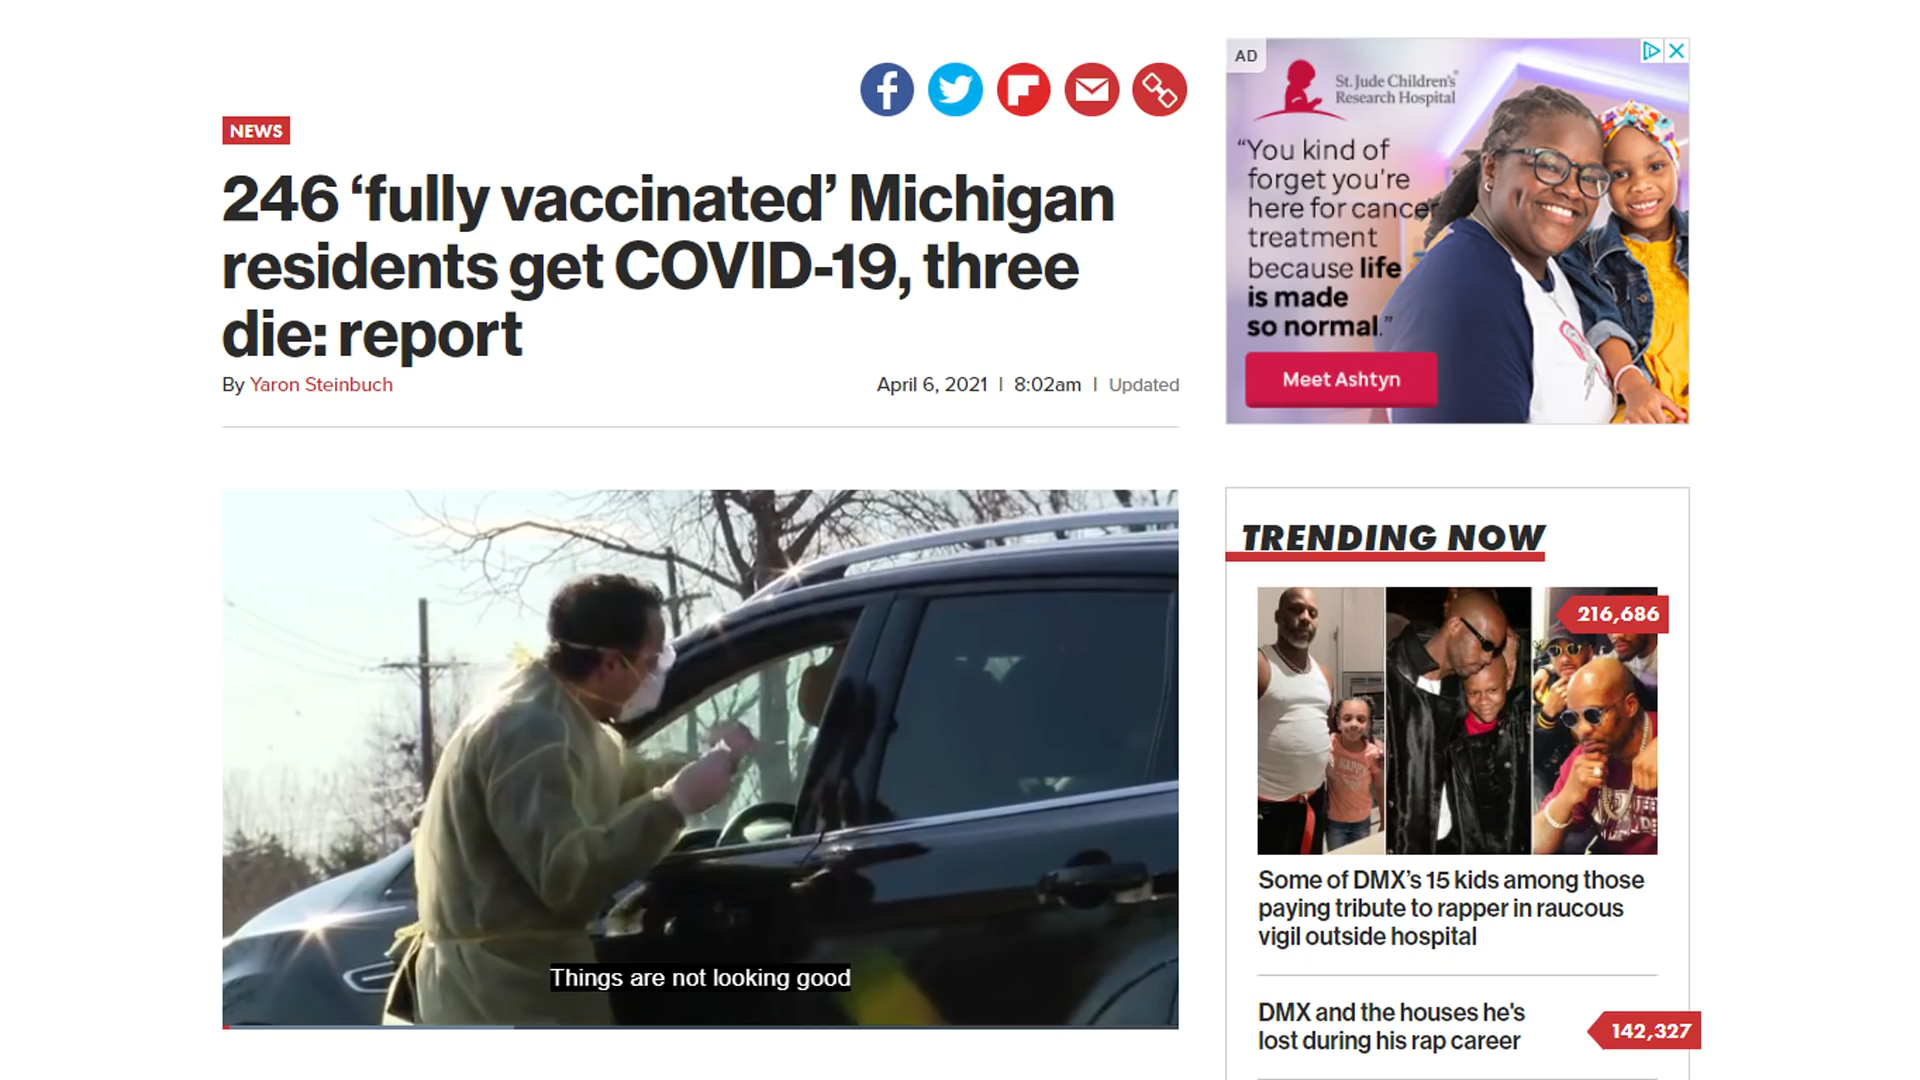 NEWS
246 ‘fully vaccinated’ Michigan
residents get COVID-19, three
die: report
By Yaron Steinbuch
April 6, 2021 | 8:02am | Updated
Things are not looking good
AD
St. Jude Children's®
Research Hospital
“You kind of
forget you're
here for cancer
treatment
because life
is made
so normal.”
Meet Ashtyn
TRENDING NOW
216,686
Some of DMX’s 15 kids among those
paying tribute to rapper in raucous
vigil outside hospital
DMX and the houses he's
lost during his rap career
142,327